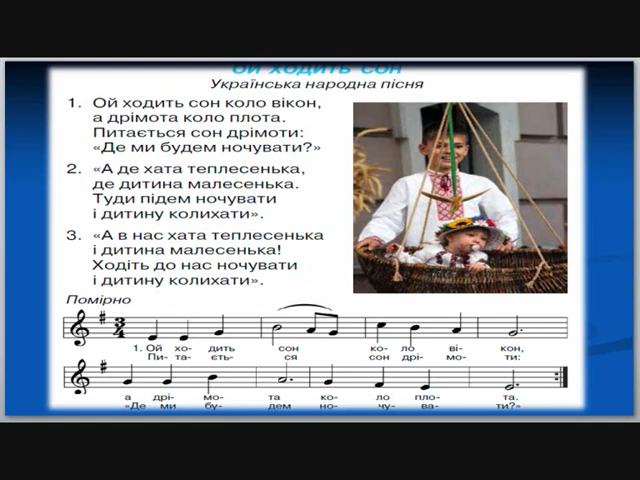 ОЙ ХОДИТЬ СОН
Українська народна пісня
1. Ой ходить сон коло вікон,
а дрімота коло плота.
Питається сон дрімоти:
«Де ми будем ночувати?»
2. «А де хата теплесенька,
де дитина малесенька.
Туди підем ночувати
і дитину колихати».
3. «А в нас хата теплесенька
і дитина малесенька!
Ходіть до нас ночувати
і дитину колихати».
Помірно
3
4
1. Ой хо- дить сон ко- ло ві- кон,
Пи- та- єть- ся сон дрі- мо- ти:
а дрі- мо- та ко- ло пло- та.
«Де ми бу- дем но- чу- ва- ти?»